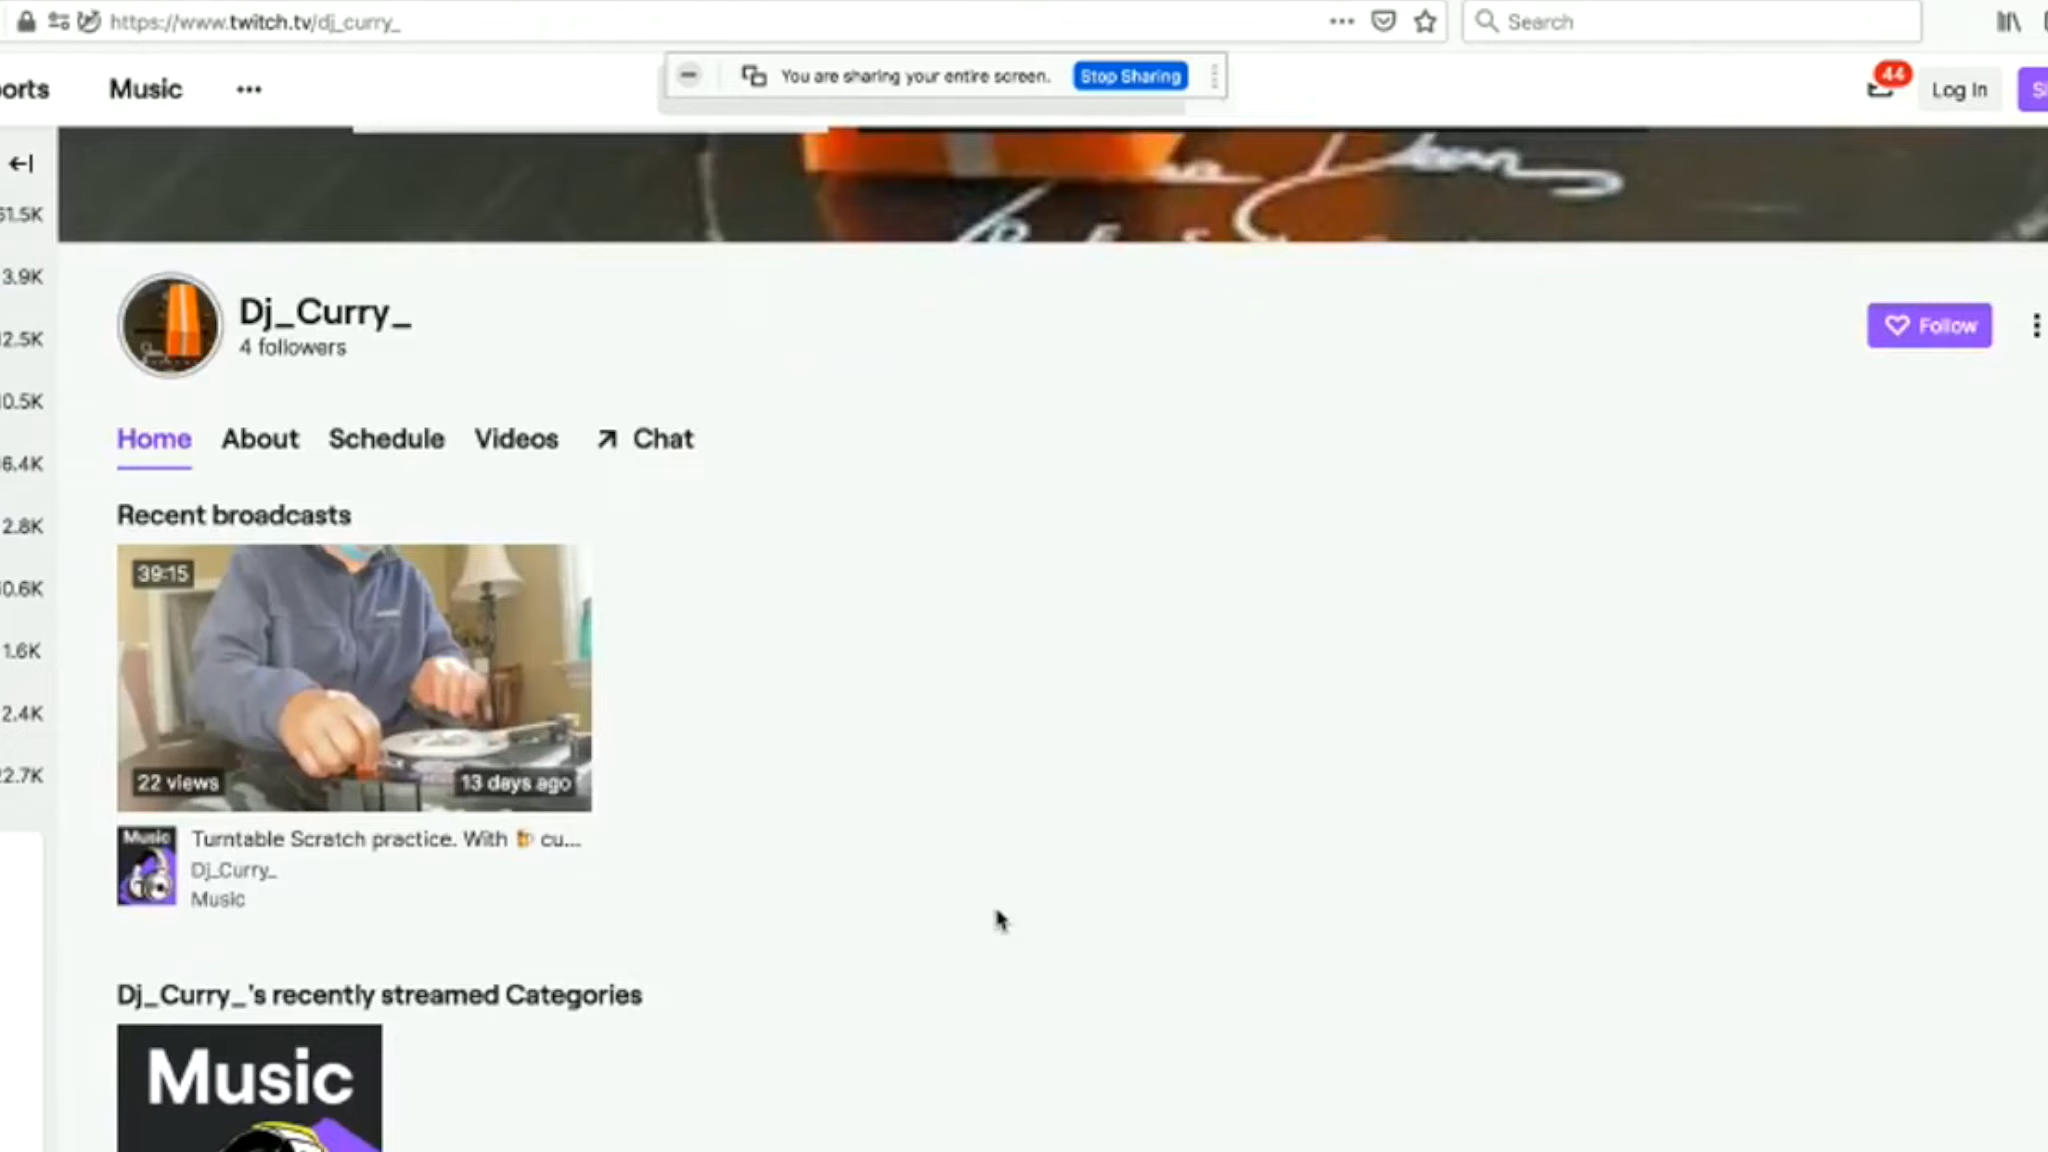 https://www.twitch.tv/dj_curry_
Search
orts
Music
You are sharing your entire screen.
Stop Sharing
44
Log In
51.5K
3.9K
12.5K
10.5K
6.4K
2.8K
0.6K
1.6K
2.4K
22.7K
Dj_Curry_
4 followers
Follow
Home About Schedule Videos Chat
Recent broadcasts
39:15
22 views
13 days ago
Music
Turntable Scratch practice. With 🍺 cu...
Dj_Curry_
Music
Dj_Curry_'s recently streamed Categories
Music